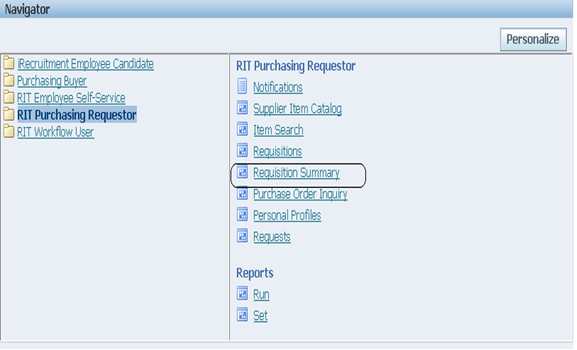 Navigator
Personalize
iRecruitment Employee Candidate
Purchasing Buyer
RIT Employee Self-Service
RIT Purchasing Requestor
RIT Workflow User
RIT Purchasing Requestor
Notifications
Supplier Item Catalog
Item Search
Requisitions
Requisition Summary
Purchase Order Inquiry
Personal Profiles
Requests
Reports
Run
Set